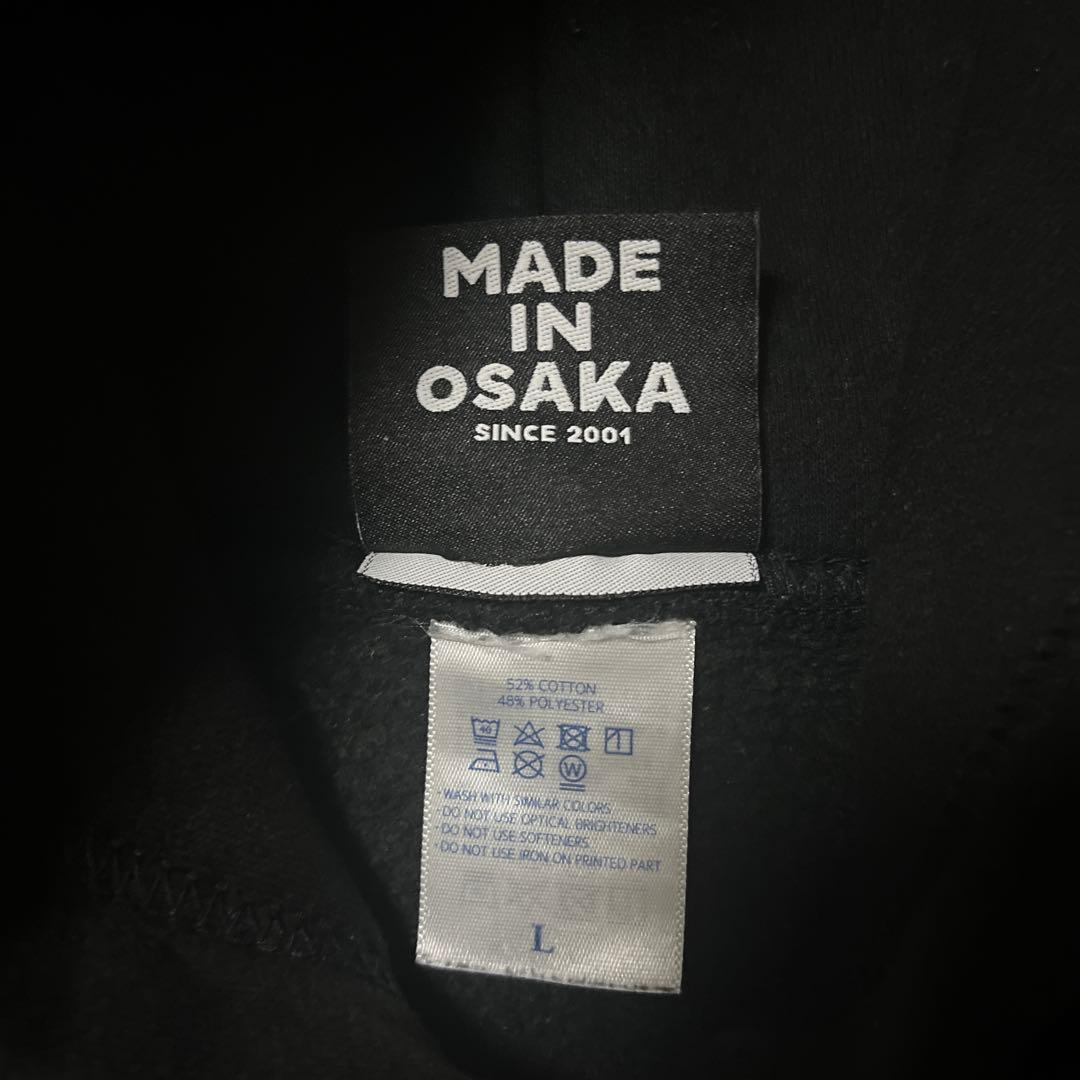 MADE
IN
OSAKA
SINCE 2001
52% COTTON
48% POLYESTER
40
W
· WASH WITH SIMILAR COLORS
· DO NOT USE OPTICAL BRIGHTENERS
· DO NOT USE SOFTENERS
· DO NOT USE IRON ON PRINTED PART
L